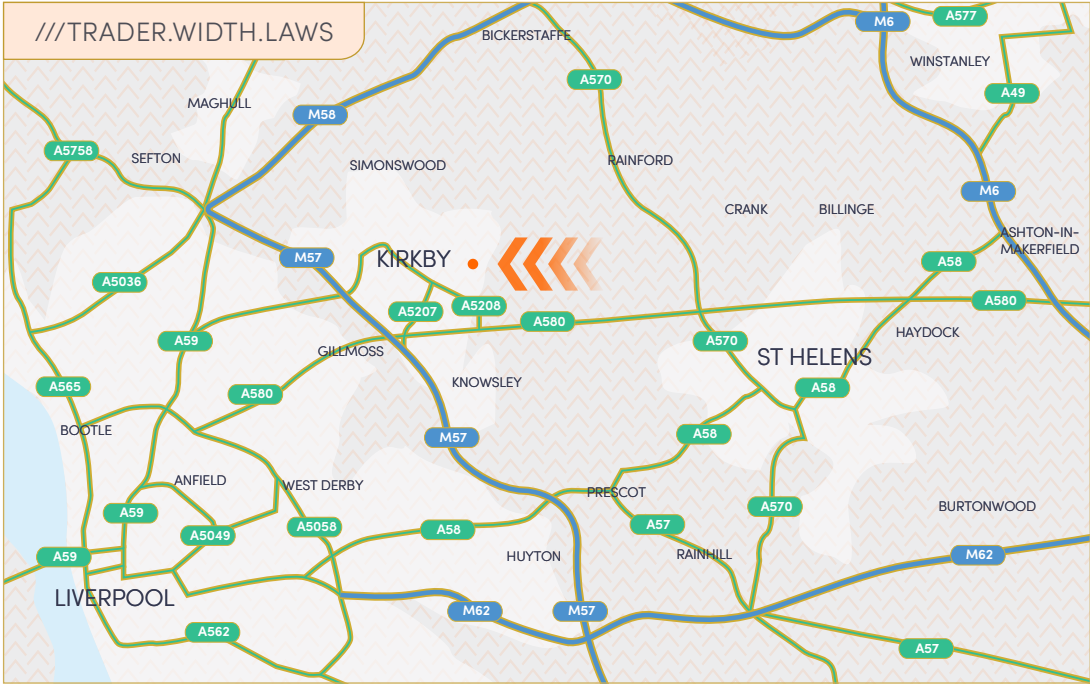 ///TRADER.WIDTH.LAWS
BICKERSTAFFE
M6
A577
WINSTANLEY
A570
A49
MAGHULL
M58
A5758
SEFTON
SIMONSWOOD
RAINFORD
M6
CRANK
BILLINGE
ASHTON-IN-
MAKERFIELD
M57
KIRKBY
A58
A5036
A5207
A5208
A580
A580
A59
GILLMOSS
A570
HAYDOCK
ST HELENS
A565
A580
KNOWSLEY
A58
BOOTLE
M57
A58
ANFIELD
WEST DERBY
PRESCOT
A59
A5049
A5058
A58
A57
A570
BURTONWOOD
A59
HUYTON
RAINHILL
M62
LIVERPOOL
M62
M57
A562
A57